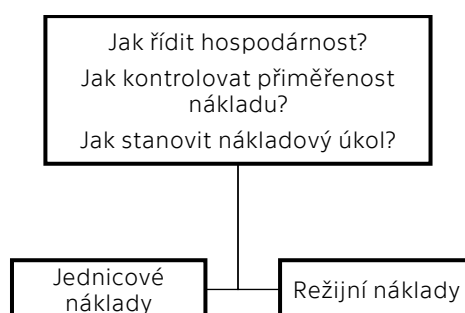 Jak řídit hospodárnost?
Jak kontrolovat přiměřenost
nákladu?
Jak stanovit nákladový úkol?
Jednicové
náklady
Režijní náklady